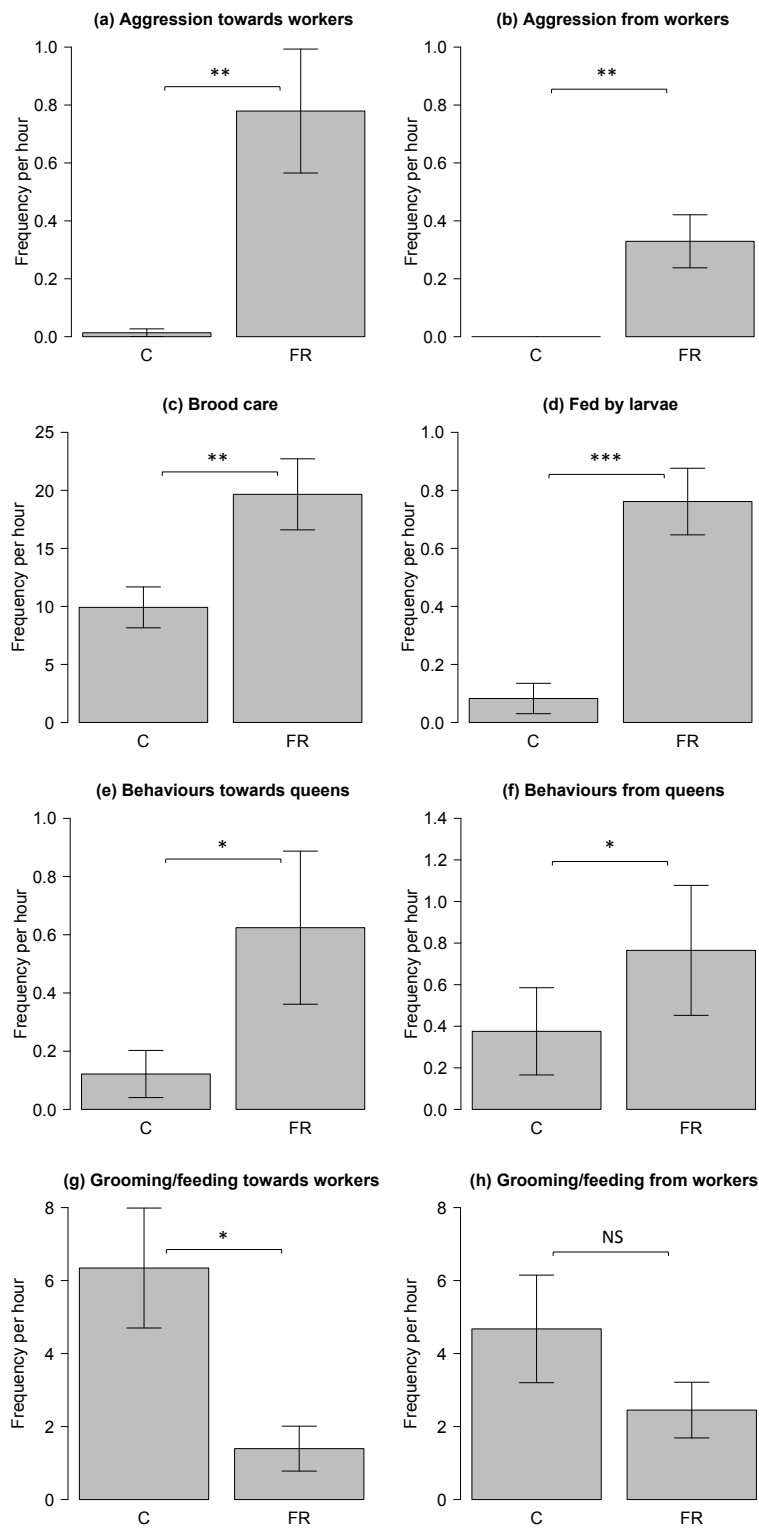 (a) Aggression towards workers
Frequency per hour
1.0
0.8
0.6
0.4
0.2
0.0
**
C FR
(b) Aggression from workers
Frequency per hour
1.0
0.8
0.6
0.4
0.2
0.0
**
C FR
(c) Brood care
Frequency per hour
25
20
15
10
5
0
**
C FR
(d) Fed by larvae
Frequency per hour
1.0
0.8
0.6
0.4
0.2
0.0
***
C FR
(e) Behaviours towards queens
Frequency per hour
1.0
0.8
0.6
0.4
0.2
0.0
*
C FR
(f) Behaviours from queens
Frequency per hour
1.4
1.2
1.0
0.8
0.6
0.4
0.2
0.0
*
C FR
(g) Grooming/feeding towards workers
Frequency per hour
8
6
4
2
0
*
C FR
(h) Grooming/feeding from workers
Frequency per hour
8
6
4
2
0
NS
C FR